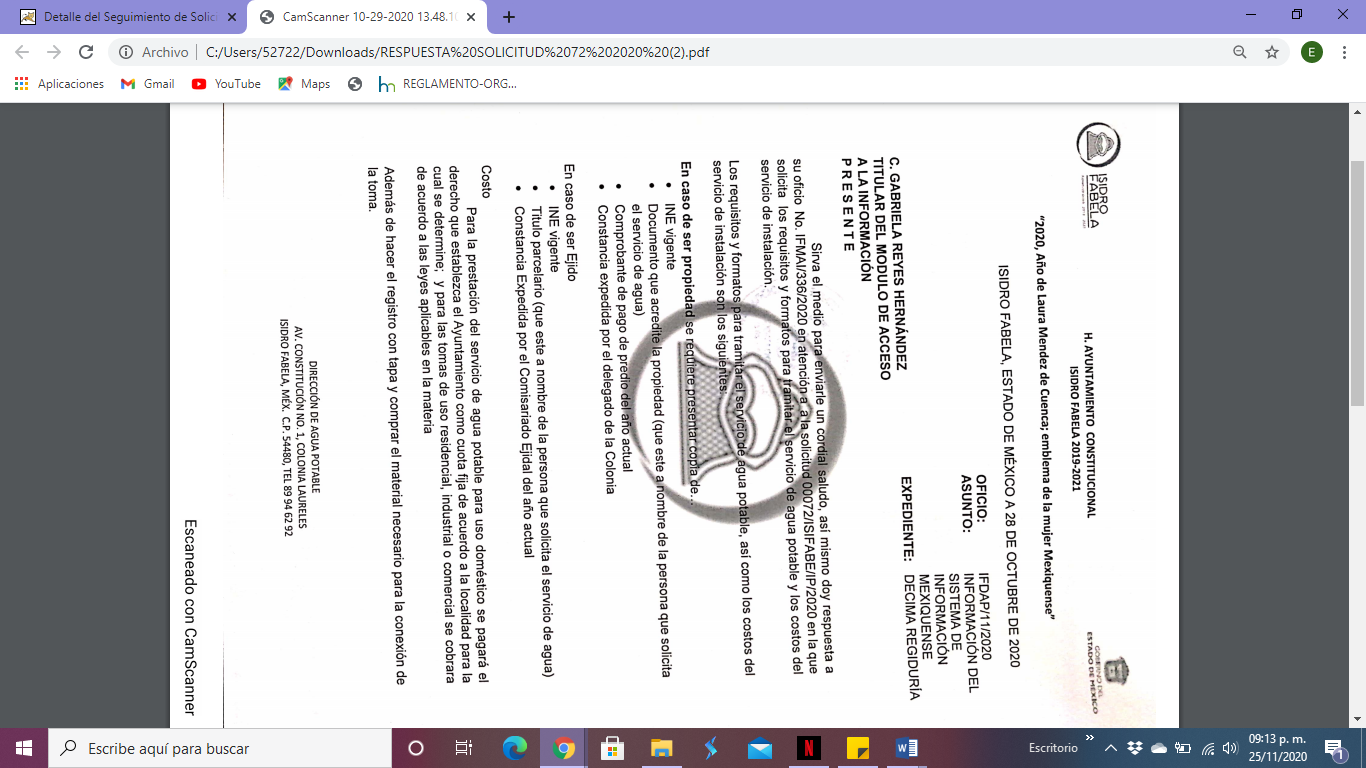 Detalle del Seguimiento de Solici
CamScanner 10-29-2020 13.48.10
Archivo
C:/Users/52722/Downloads/RESPUESTA%20SOLICITUD%2072%202020%20(2).pdf
E
Aplicaciones
Gmail
YouTube
Maps
REGLAMENTO-ORG...
ISIDRO
FABELA
H. AYUNTAMIENTO CONSTITUCIONAL
ISIDRO FABELA 2019-2021
GOBIERNO DEL
ESTADO DE MÉXICO
"2020, Año de Laura Mendez de Cuenca; emblema de la mujer Mexiquense"
ISIDRO FABELA, ESTADO DE MÉXICO A 28 DE OCTUBRE DE 2020
OFICIO: IFDAP/11/2020
ASUNTO: INFORMACIÓN DEL
SISTEMA DE
INFORMACIÓN
MEXIQUENSE
EXPEDIENTE: DECIMA REGIDURÍA
C. GABRIELA REYES HERNÁNDEZ
TITULAR DEL MODULO DE ACCESO
A LA INFORMACIÓN
P R E S E N T E
Sirva el medio para enviarle un cordial saludo, así mismo doy respuesta a
su oficio No. IFMAI/336/2020 en atención a a la solicitud 00072/ISIFABE/IP/2020 en la que
solicita los requisitos y formatos para tramitar el servicio de agua potable y los costos del
servicio de instalación.
Los requisitos y formatos para tramitar el servicio de agua potable, así como los costos del
servicio de instalación son los siguientes:
En caso de ser propiedad se requiere presentar copia de…
• INE vigente
• Documento que acredite la propiedad (que este a nombre de la persona que solicita
el servicio de agua)
• Comprobante de pago de predio del año actual
• Constancia expedida por el delegado de la Colonia
En caso de ser Ejido
• INE vigente
• Titulo parcelario (que este a nombre de la persona que solicita el servicio de agua)
• Constancia Expedida por el Comisariado Ejidal del año actual
Costo
Para la prestación del servicio de agua potable para uso doméstico se pagará el
derecho que establezca el Ayuntamiento como cuota fija de acuerdo a la localidad para la
cual se determine; y para las tomas de uso residencial, industrial o comercial se cobrara
de acuerdo a las leyes aplicables en la materia
Además de hacer el registro con tapa y comprar el material necesario para la conexión de
la toma.
DIRECCIÓN DE AGUA POTABLE
AV. CONSTITUCIÓN NO. 1, COLONIA LAURELES
ISIDRO FABELA, MÉX. C.P. 54480, TEL 89 94 62 92
Escaneado con CamScanner
Escribe aquí para buscar
Escritorio
09:13 p. m.
25/11/2020
1